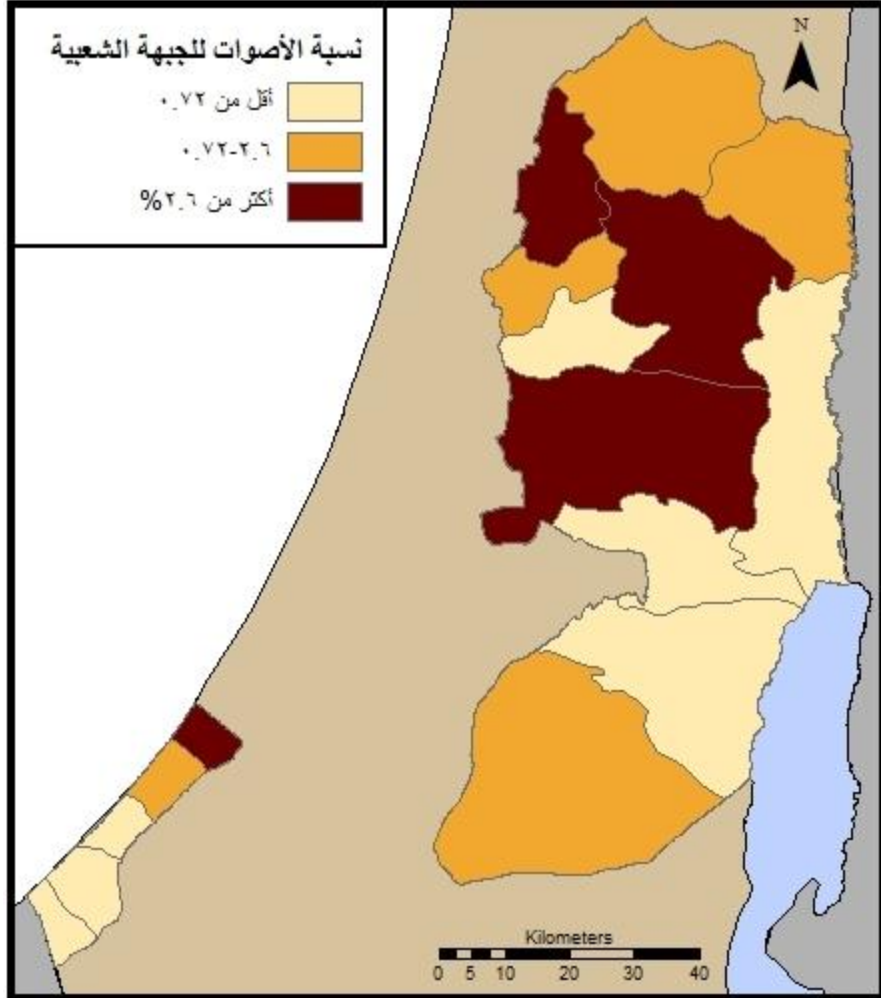 نسبة الأصوات للجبهة الشعبية
أقل من ٠.٧٢
٠.٧٢-٢.٦
أكثر من ٢.٦%
N
Kilometers
0 5 10 20 30 40